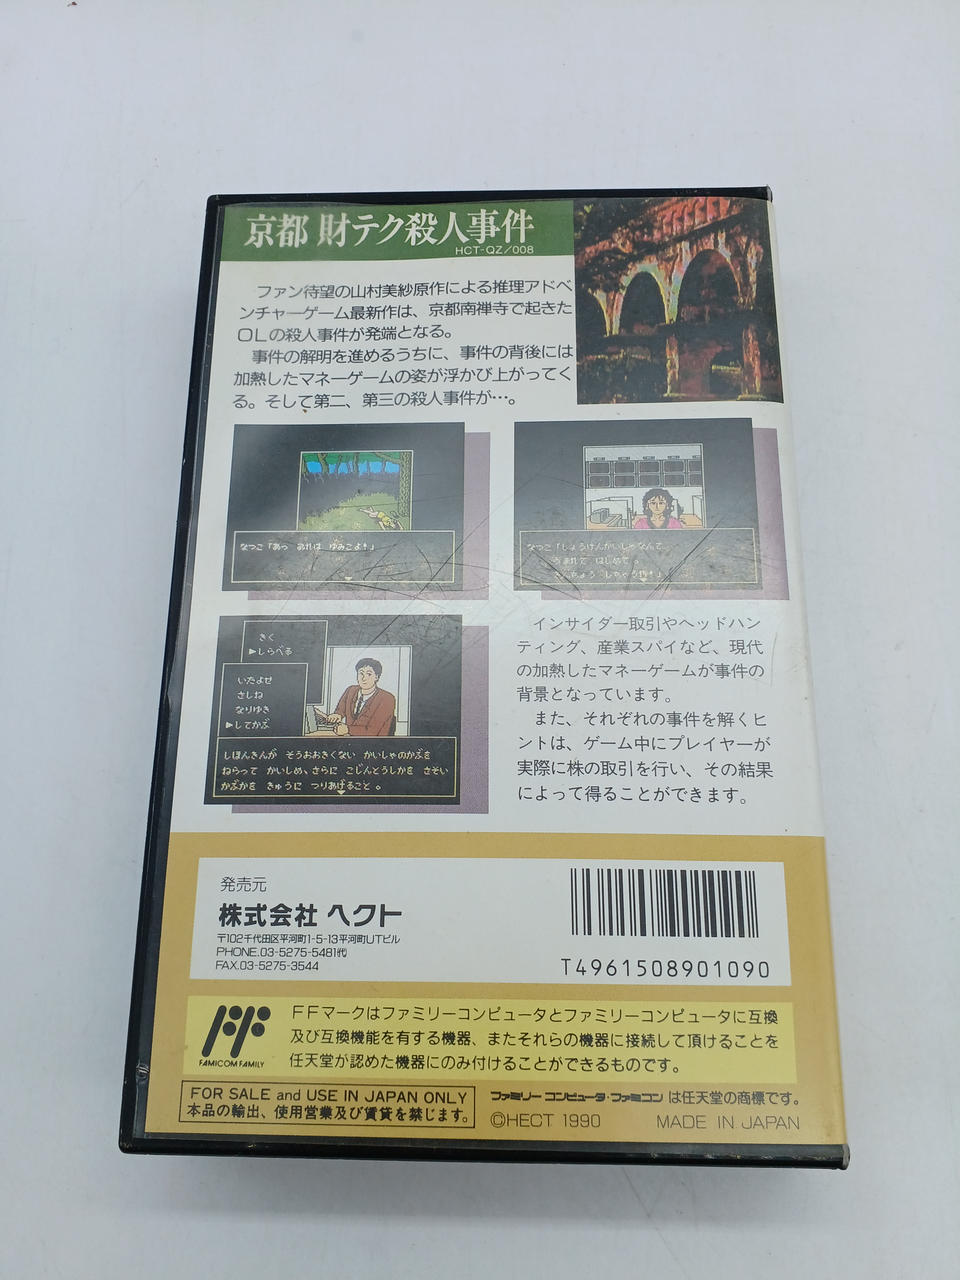 京都 財テク殺人事件
HCT-QZ/008
ファン待望の山村美紗原作による推理アドベ
ンチャーゲーム最新作は、京都南禅寺で起きた
OLの殺人事件が発端となる。
事件の解明を進めるうちに、事件の背後には
加熱したマネーゲームの姿が浮かび上がってく
る。そして第二、第三の殺人事件が…。
なつこ「あっ あれは ゆみこよ!」
なつこ「しょうけんがいしゃなんて
うまれて はじめて。
きく
▶しらべる
いたよせ
さしね
なりゆき
▶してかぶ
しほんきんが そうおおきくない かいしゃのかぶを
ねらって かいしめ、さらに こじんとうしかを さそい
かぶかを きゅうに つりあげること。
インサイダー取引やヘッドハン
ティング、産業スパイなど、現代
の加熱したマネーゲームが事件の
背景となっています。
また、それぞれの事件を解くヒ
ントは、ゲーム中にプレイヤーが
実際に株の取引を行い、その結果
によって得ることができます。
発売元
株式会社 ヘクト
〒102千代田区平河町1-5-13平河町UTビル
PHONE.03-5275-5481代
FAX.03-5275-3544
T4961508901090
FF
FAMICOM FAMILY
FFマークはファミリーコンピュータとファミリーコンピュータに互換
及び互換機能を有する機器、またそれらの機器に接続して頂けることを
任天堂が認めた機器にのみ付けることができるものです。
FOR SALE and USE IN JAPAN ONLY
本品の輸出、使用営業及び賃貸を禁じます。
ファミリーコンピュータ・ファミコンは任天堂の商標です。
©HECT 1990
MADE IN JAPAN